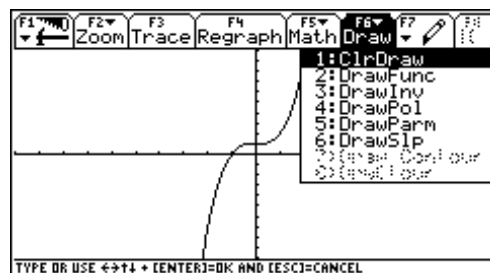 F1 F2 F3 F4 F5 F6 F7
Zoom Trace Regraph Math Draw
1:ClrDraw
2:DrawFunc
3:DrawInv
4:DrawPol
5:DrawParm
6:DrawSlp
TYPE OR USE ←→↑↓ + [ENTER]=OK AND [ESC]=CANCEL